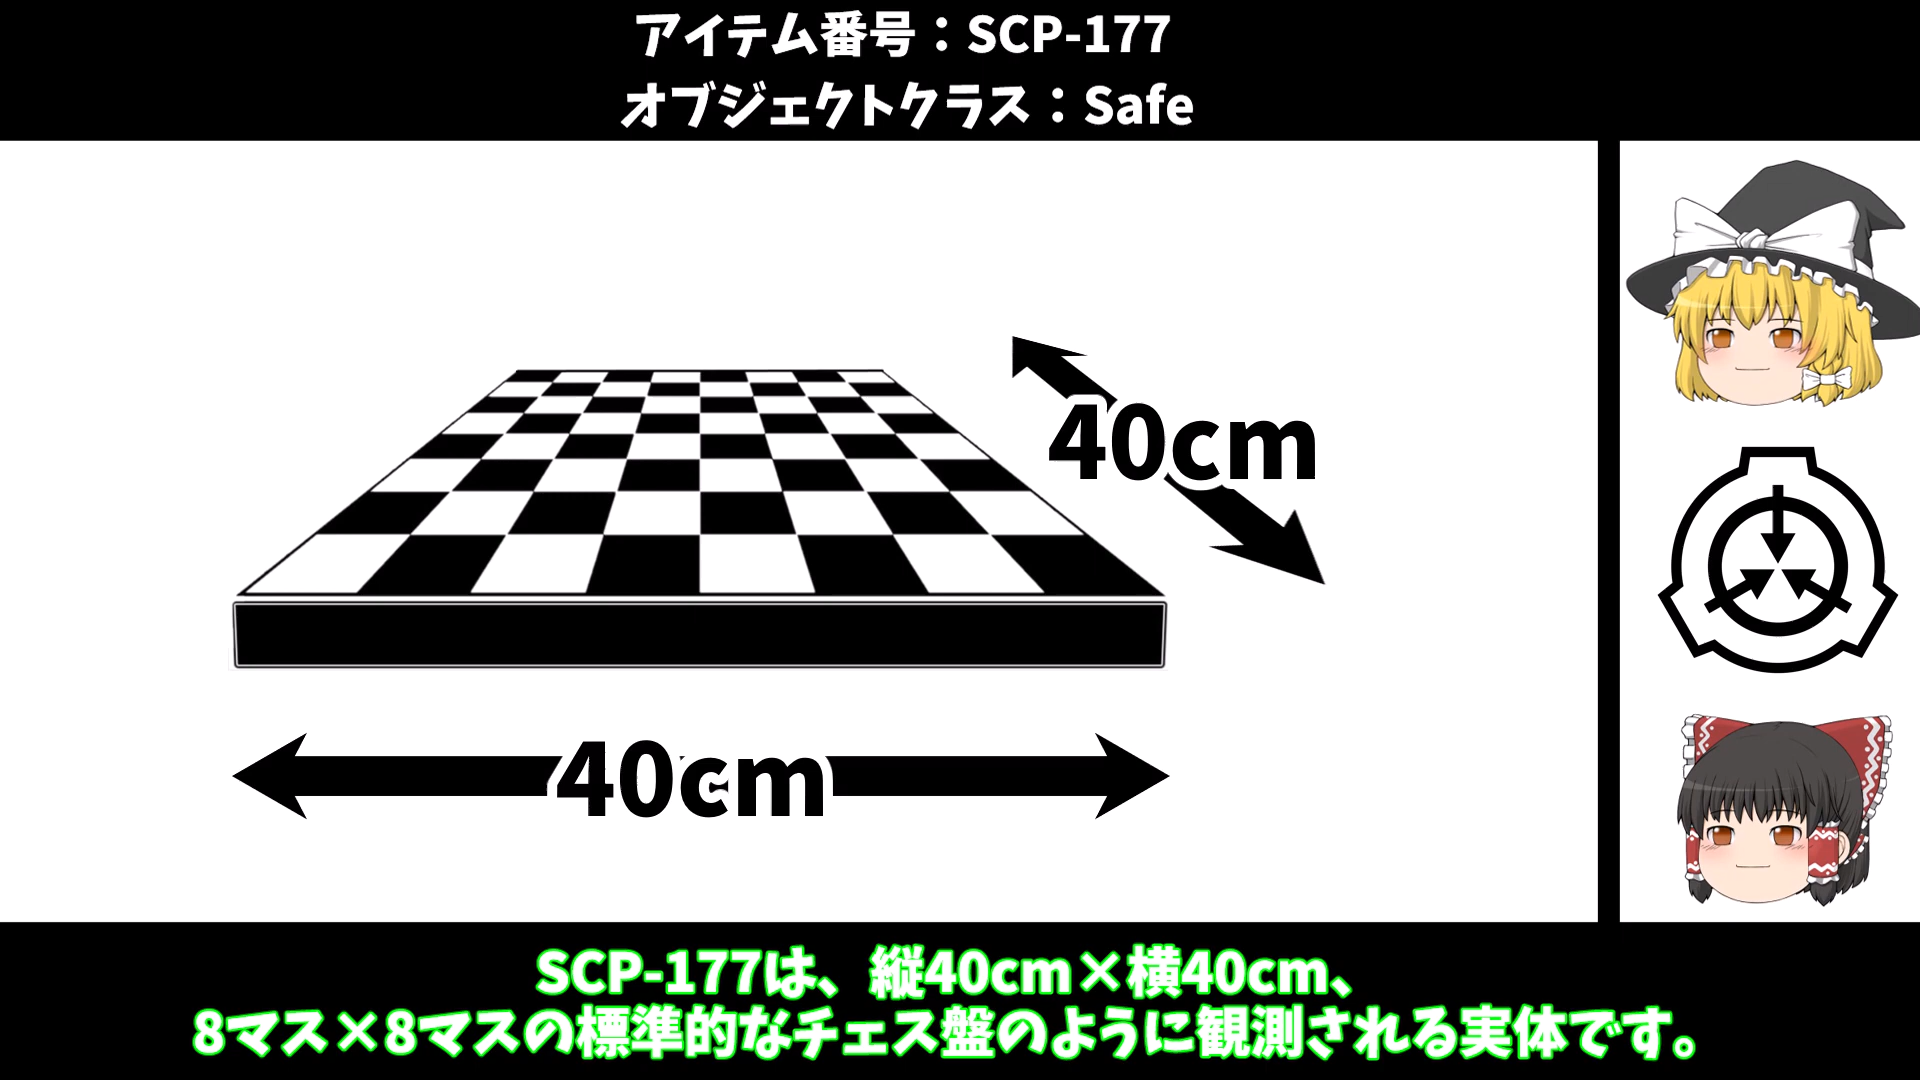 アイテム番号：SCP-177
オブジェクトクラス：Safe
40cm
40cm
SCP-177は、縦40cm×横40cm、
8マス×8マスの標準的なチェス盤のように観測される実体です。